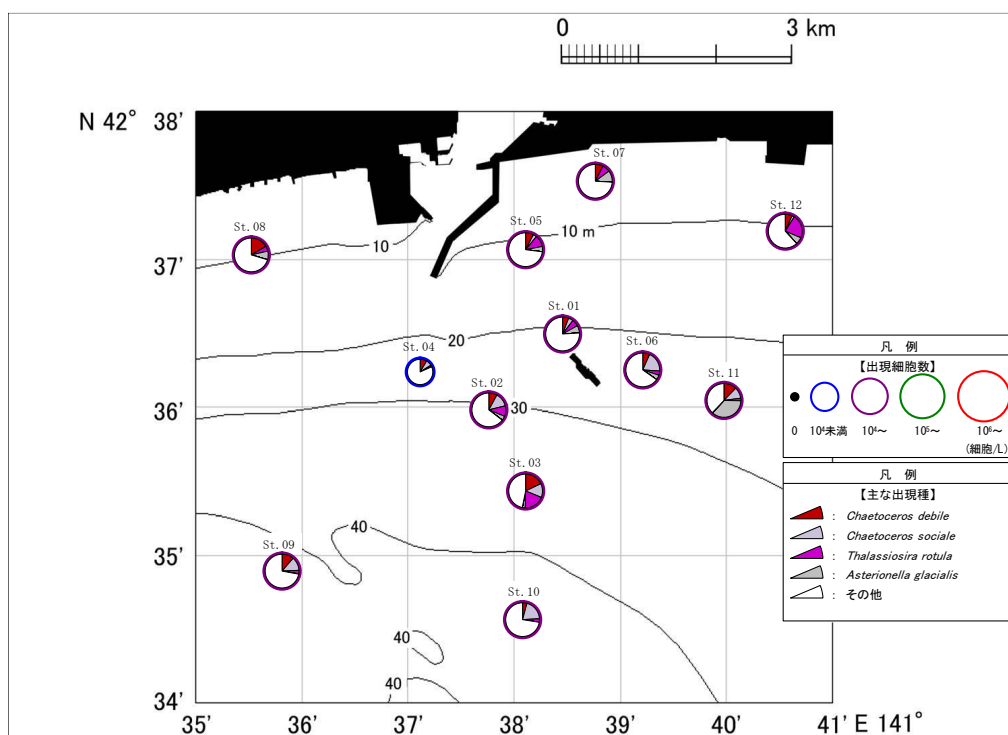 0 3 km
N 42° 38'
St.07
St.12
St.08
St.05
10
10 m
37'
St.01
20
St.04
St.06
St.11
St.02
36'
30
St.03
40
35'
St.09
St.10
40
40
34'
35' 36' 37' 38' 39' 40' 41' E 141°
凡 例
【出現細胞数】
0 10⁴未満 10⁴～ 10⁵～ 10⁶～
(細胞/L)
凡 例
【主な出現種】
: Chaetoceros debile
: Chaetoceros sociale
: Thalassiosira rotula
: Asterionella glacialis
: その他